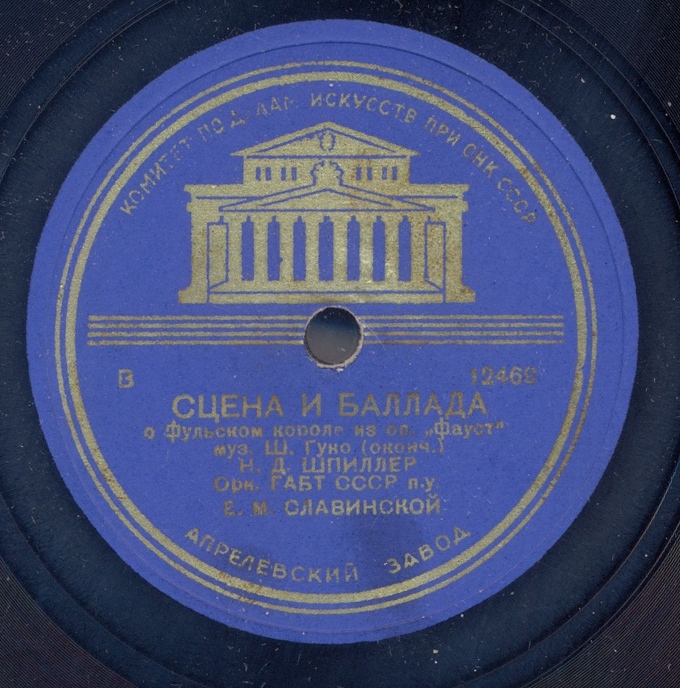 КОМИТЕТ ПО ДЕЛАМ ИСКУССТВ ПРИ СНК СССР
В 12468
СЦЕНА И БАЛЛАДА
о Фульском короле из оп. „Фауст"
муз. Ш. Гуно (оконч.)
Н. Д. ШПИЛЛЕР
Орк. ГАБТ СССР п.у.
Е. М. СЛАВИНСКОЙ
АПРЕЛЕВСКИЙ ЗАВОД